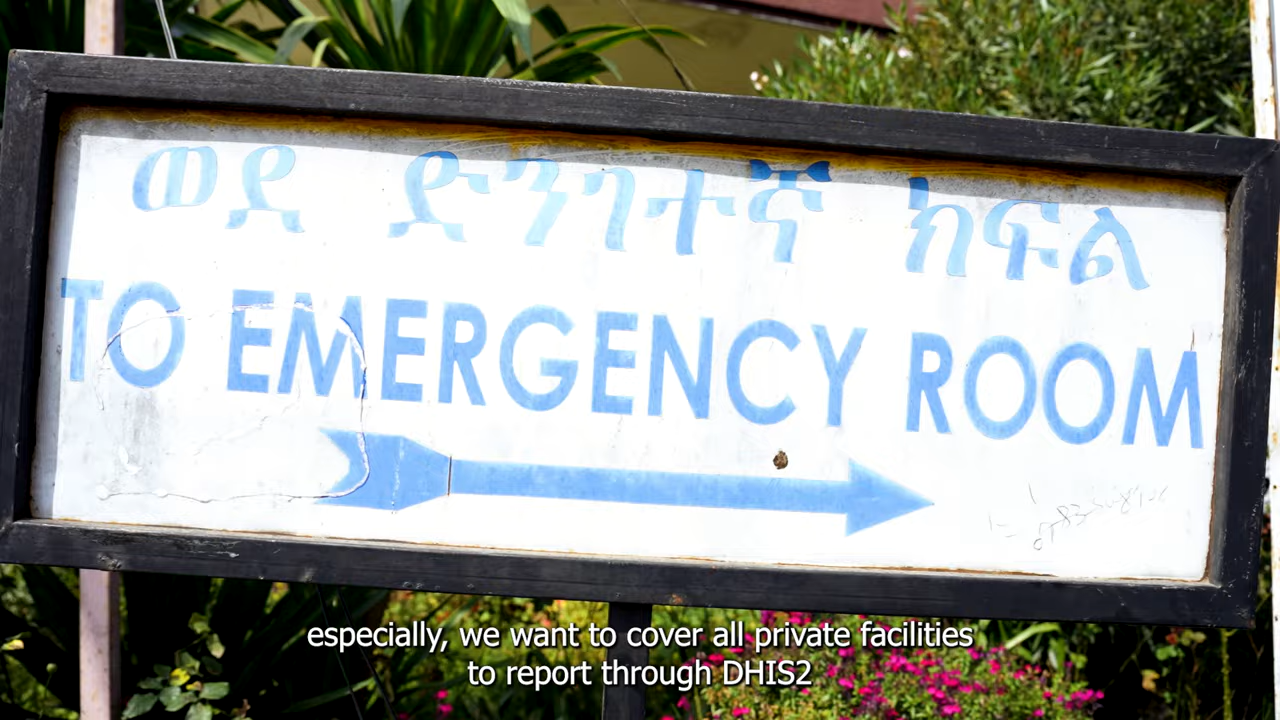 ወደ ድንገተኛ ክፍል
TO EMERGENCY ROOM
especially, we want to cover all private facilities
to report through DHIS2